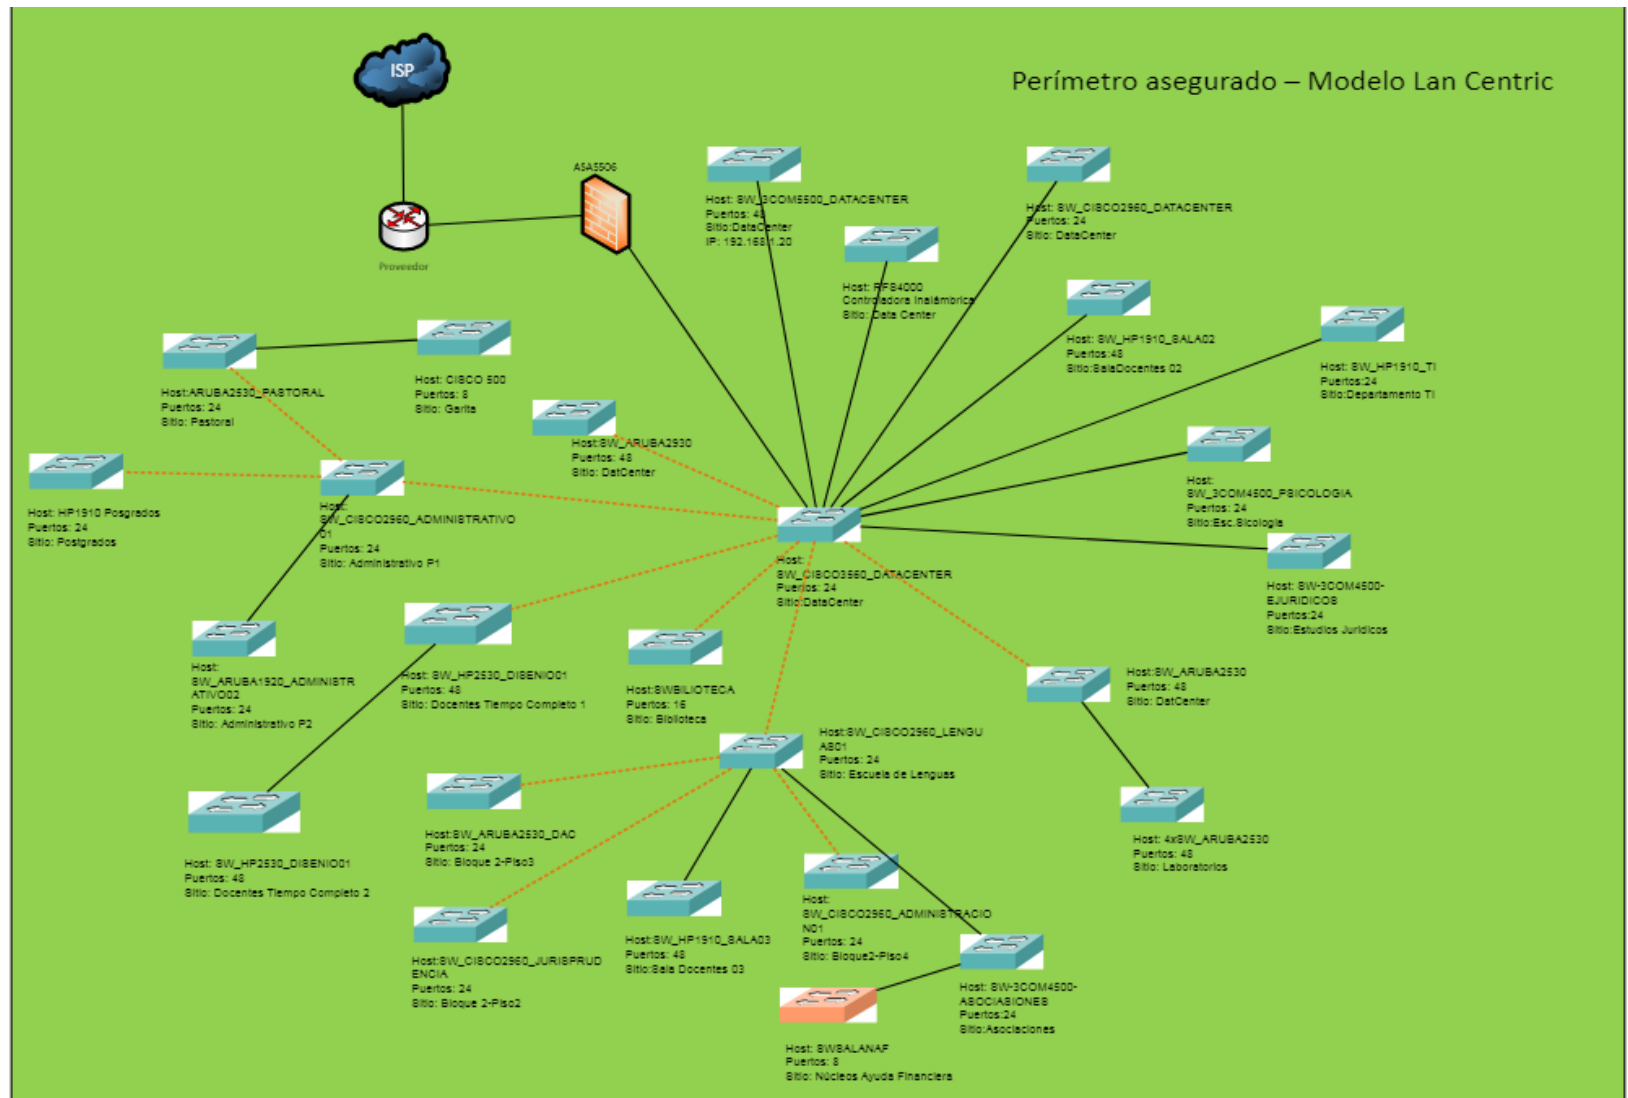 ISP
Perímetro asegurado – Modelo Lan Centric
ASA5506
Proveedor
Host: SW_3COM5500_DATACENTER
Puertos: 48
Sitio:DataCenter
IP: 192.168.1.20
Host: SW_CISCO2960_DATACENTER
Puertos: 24
Sitio: DataCenter
Host: RFS4000
Controladora Inalámbrica
Sitio: Data Center
Host: SW_HP1910_SALA02
Puertos:48
Sitio:SalaDocentes 02
Host: SW_HP1910_TI
Puertos:24
Sitio:Departamento TI
Host:ARUBA2530_PASTORAL
Puertos: 24
Sitio: Pastoral
Host: CISCO 500
Puertos: 8
Sitio: Garita
Host:SW_ARUBA2930
Puertos: 48
Sitio: DatCenter
Host:
SW_3COM4500_PSICOLOGIA
Puertos: 24
Sitio:Esc.Sicologia
Host: HP1910 Posgrados
Puertos: 24
Sitio: Postgrados
Host:
SW_CISCO2960_ADMINISTRATIVO
01
Puertos: 24
Sitio: Administrativo P1
Host:
SW_CISCO3560_DATACENTER
Puertos: 24
Sitio:DataCenter
Host: SW-3COM4500-
EJURIDICOS
Puertos:24
Sitio:Estudios Jurídicos
Host:
SW_ARUBA1920_ADMINISTR
ATIVO02
Puertos: 24
Sitio: Administrativo P2
Host: SW_HP2530_DISENIO01
Puertos: 48
Sitio: Docentes Tiempo Completo 1
Host:SWBILIOTECA
Puertos: 16
Sitio: Biblioteca
Host:SW_ARUBA2530
Puertos: 48
Sitio: DatCenter
Host:SW_CISCO2960_LENGU
AS01
Puertos: 24
Sitio: Escuela de Lenguas
Host: SW_HP2530_DISENIO01
Puertos: 48
Sitio: Docentes Tiempo Completo 2
Host:SW_ARUBA2530_DAC
Puertos: 24
Sitio: Bloque 2-Piso3
Host: 4xSW_ARUBA2530
Puertos: 48
Sitio: Laboratorios
Host:SW_CISCO2960_JURISPRUD
ENCIA
Puertos: 24
Sitio: Bloque 2-Piso2
Host:SW_HP1910_SALA03
Puertos: 48
Sitio:Sala Docentes 03
Host:
SW_CISCO2960_ADMINISTRACIO
N01
Puertos: 24
Sitio: Bloque2-Piso4
Host: SW-3COM4500-
ASOCIASIONES
Puertos:24
Sitio:Asociaciones
Host: SWSALANAF
Puertos: 8
Sitio: Núcleos Ayuda Financiera